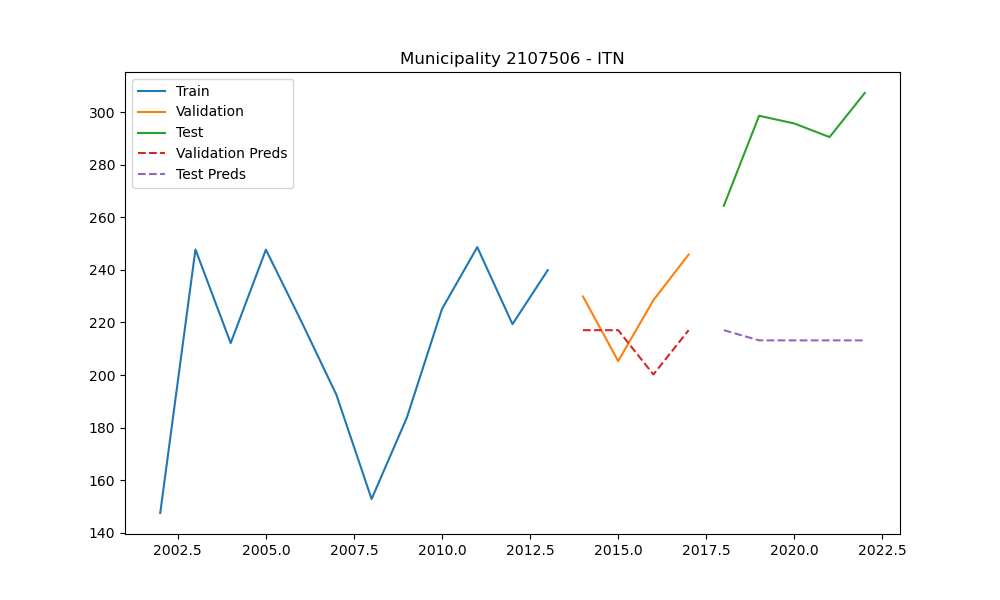 Municipality 2107506 - ITN
Train
Validation
Test
Validation Preds
Test Preds
300
280
260
240
220
200
180
160
140
2002.5 2005.0 2007.5 2010.0 2012.5 2015.0 2017.5 2020.0 2022.5